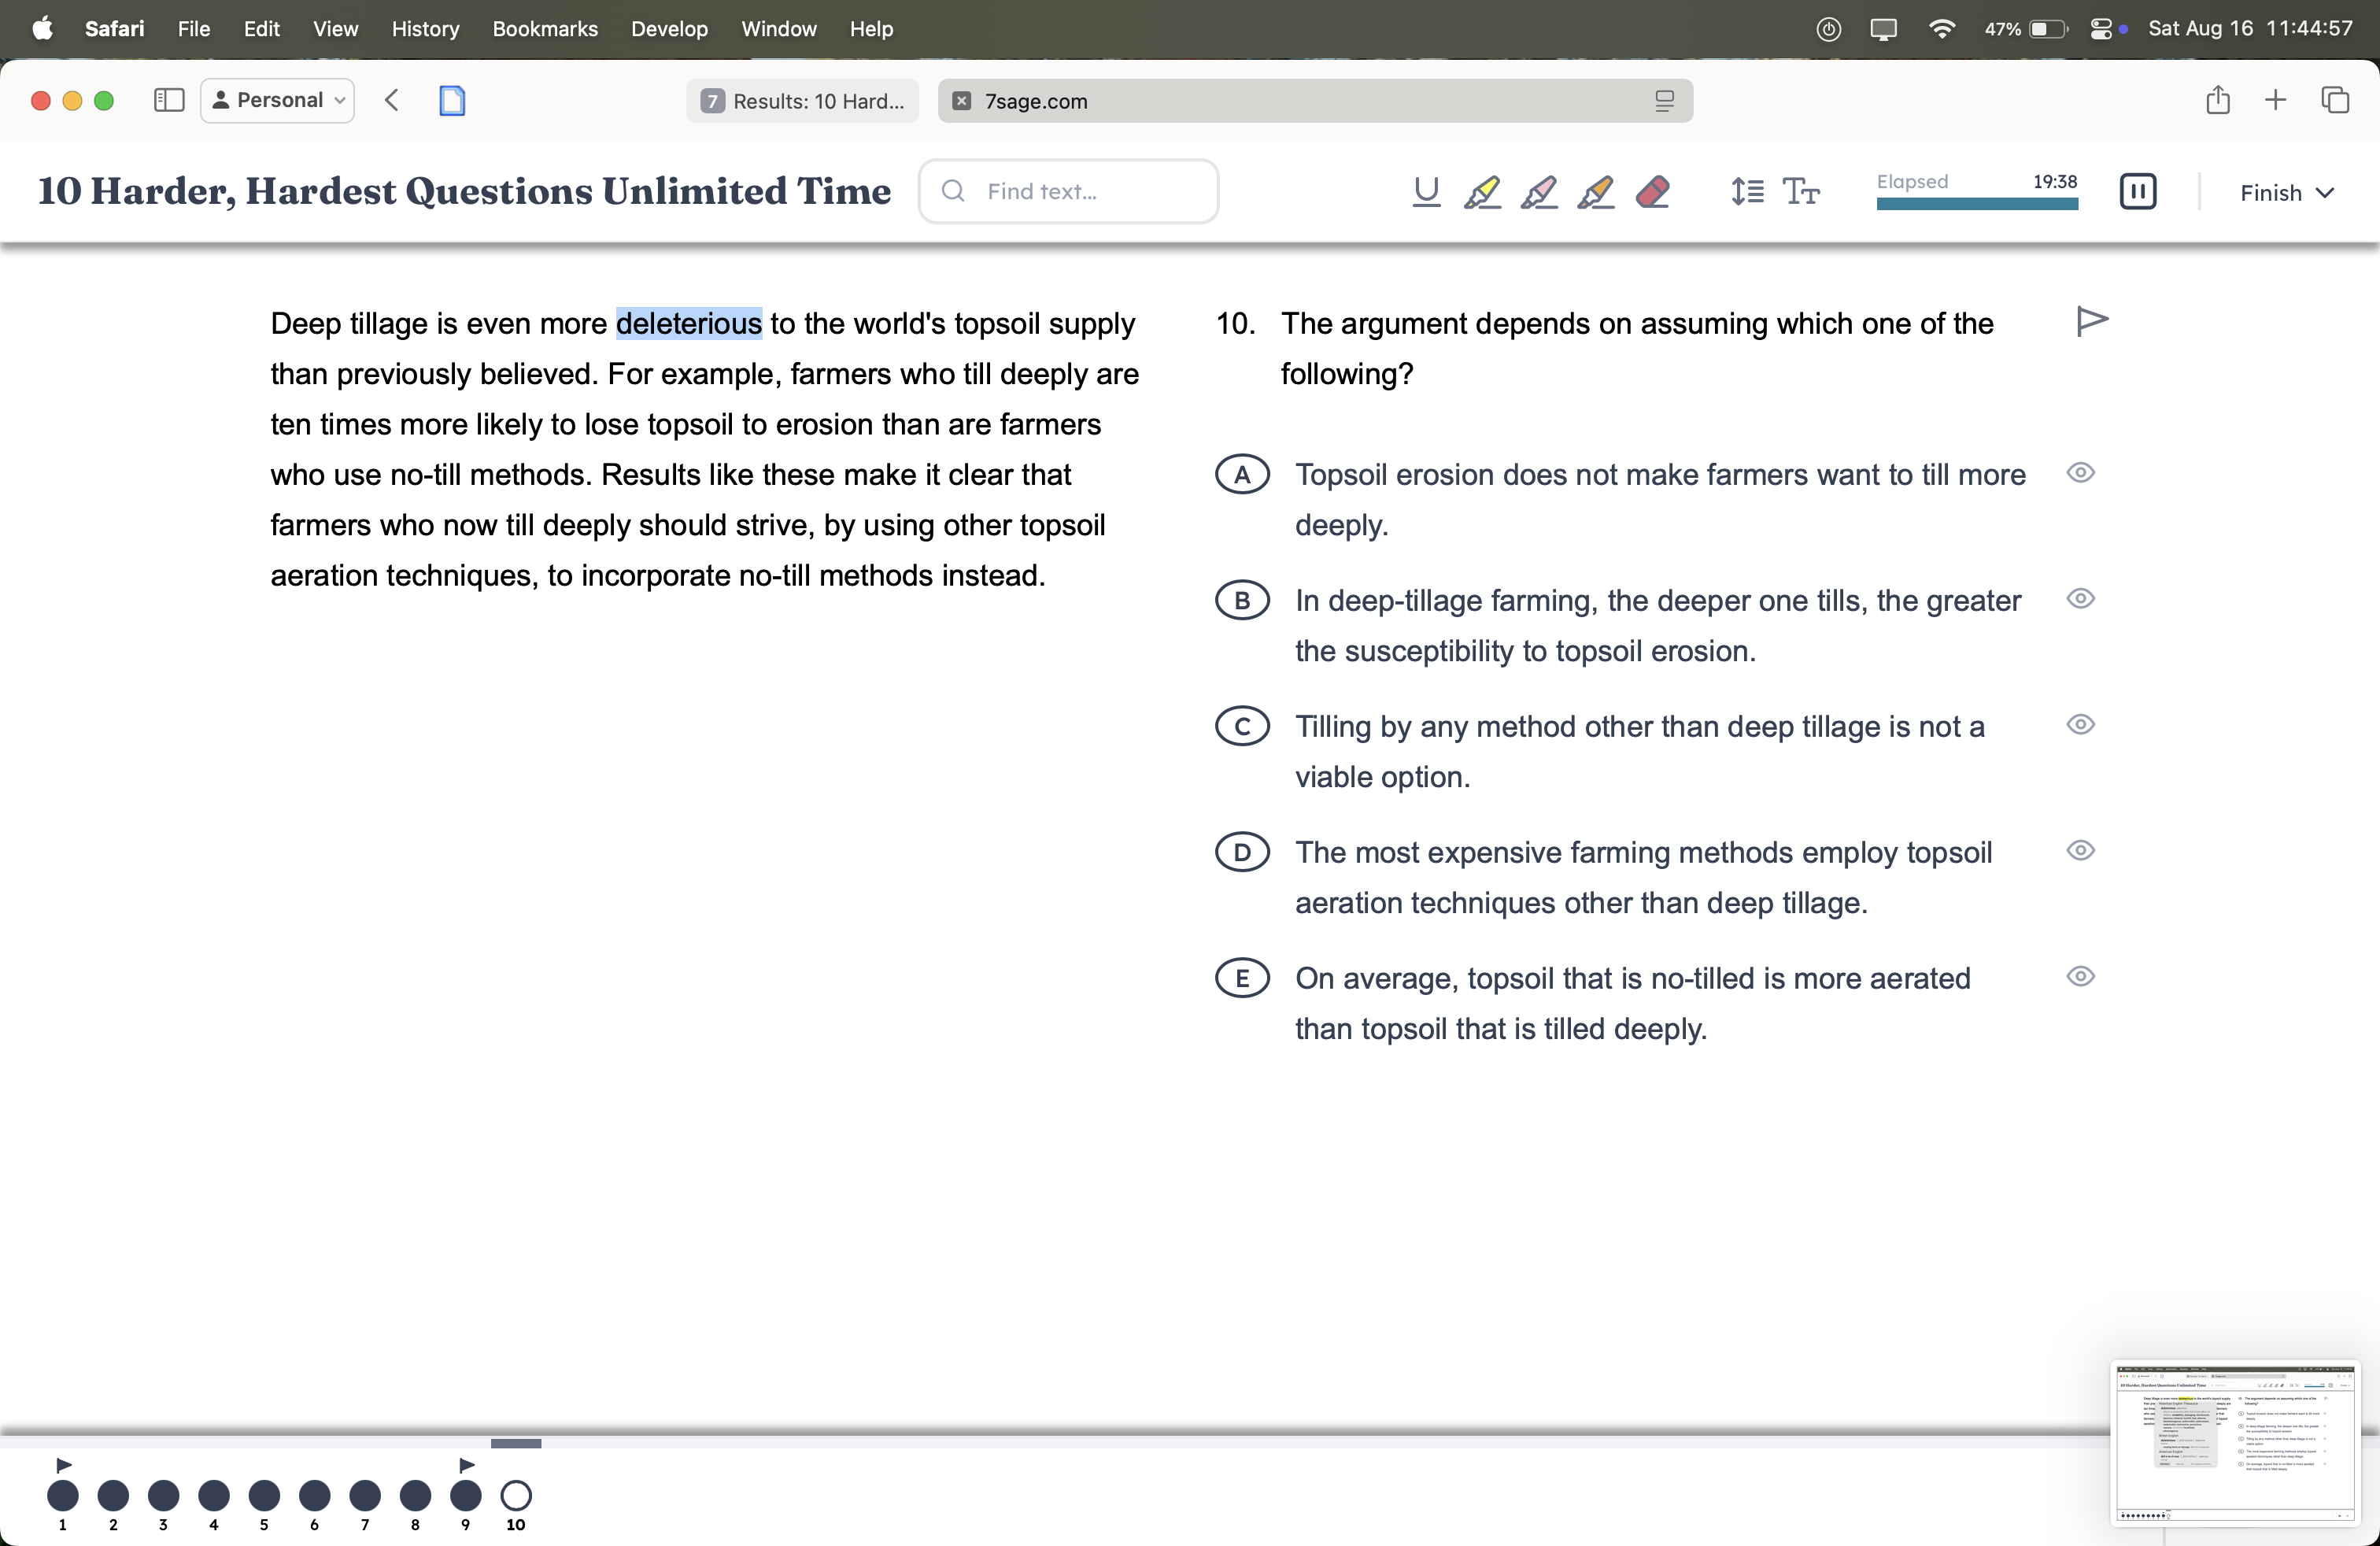 Safari File Edit View History Bookmarks Develop Window Help 47% Sat Aug 16 11:44:57
Personal 7 Results: 10 Hard... 7sage.com
10 Harder, Hardest Questions Unlimited Time Find text... Elapsed 19:38 Finish
Deep tillage is even more deleterious to the world's topsoil supply
than previously believed. For example, farmers who till deeply are
ten times more likely to lose topsoil to erosion than are farmers
who use no-till methods. Results like these make it clear that
farmers who now till deeply should strive, by using other topsoil
aeration techniques, to incorporate no-till methods instead.
10. The argument depends on assuming which one of the
following?
A Topsoil erosion does not make farmers want to till more
deeply.
B In deep-tillage farming, the deeper one tills, the greater
the susceptibility to topsoil erosion.
C Tilling by any method other than deep tillage is not a
viable option.
D The most expensive farming methods employ topsoil
aeration techniques other than deep tillage.
E On average, topsoil that is no-tilled is more aerated
than topsoil that is tilled deeply.
1 2 3 4 5 6 7 8 9 10